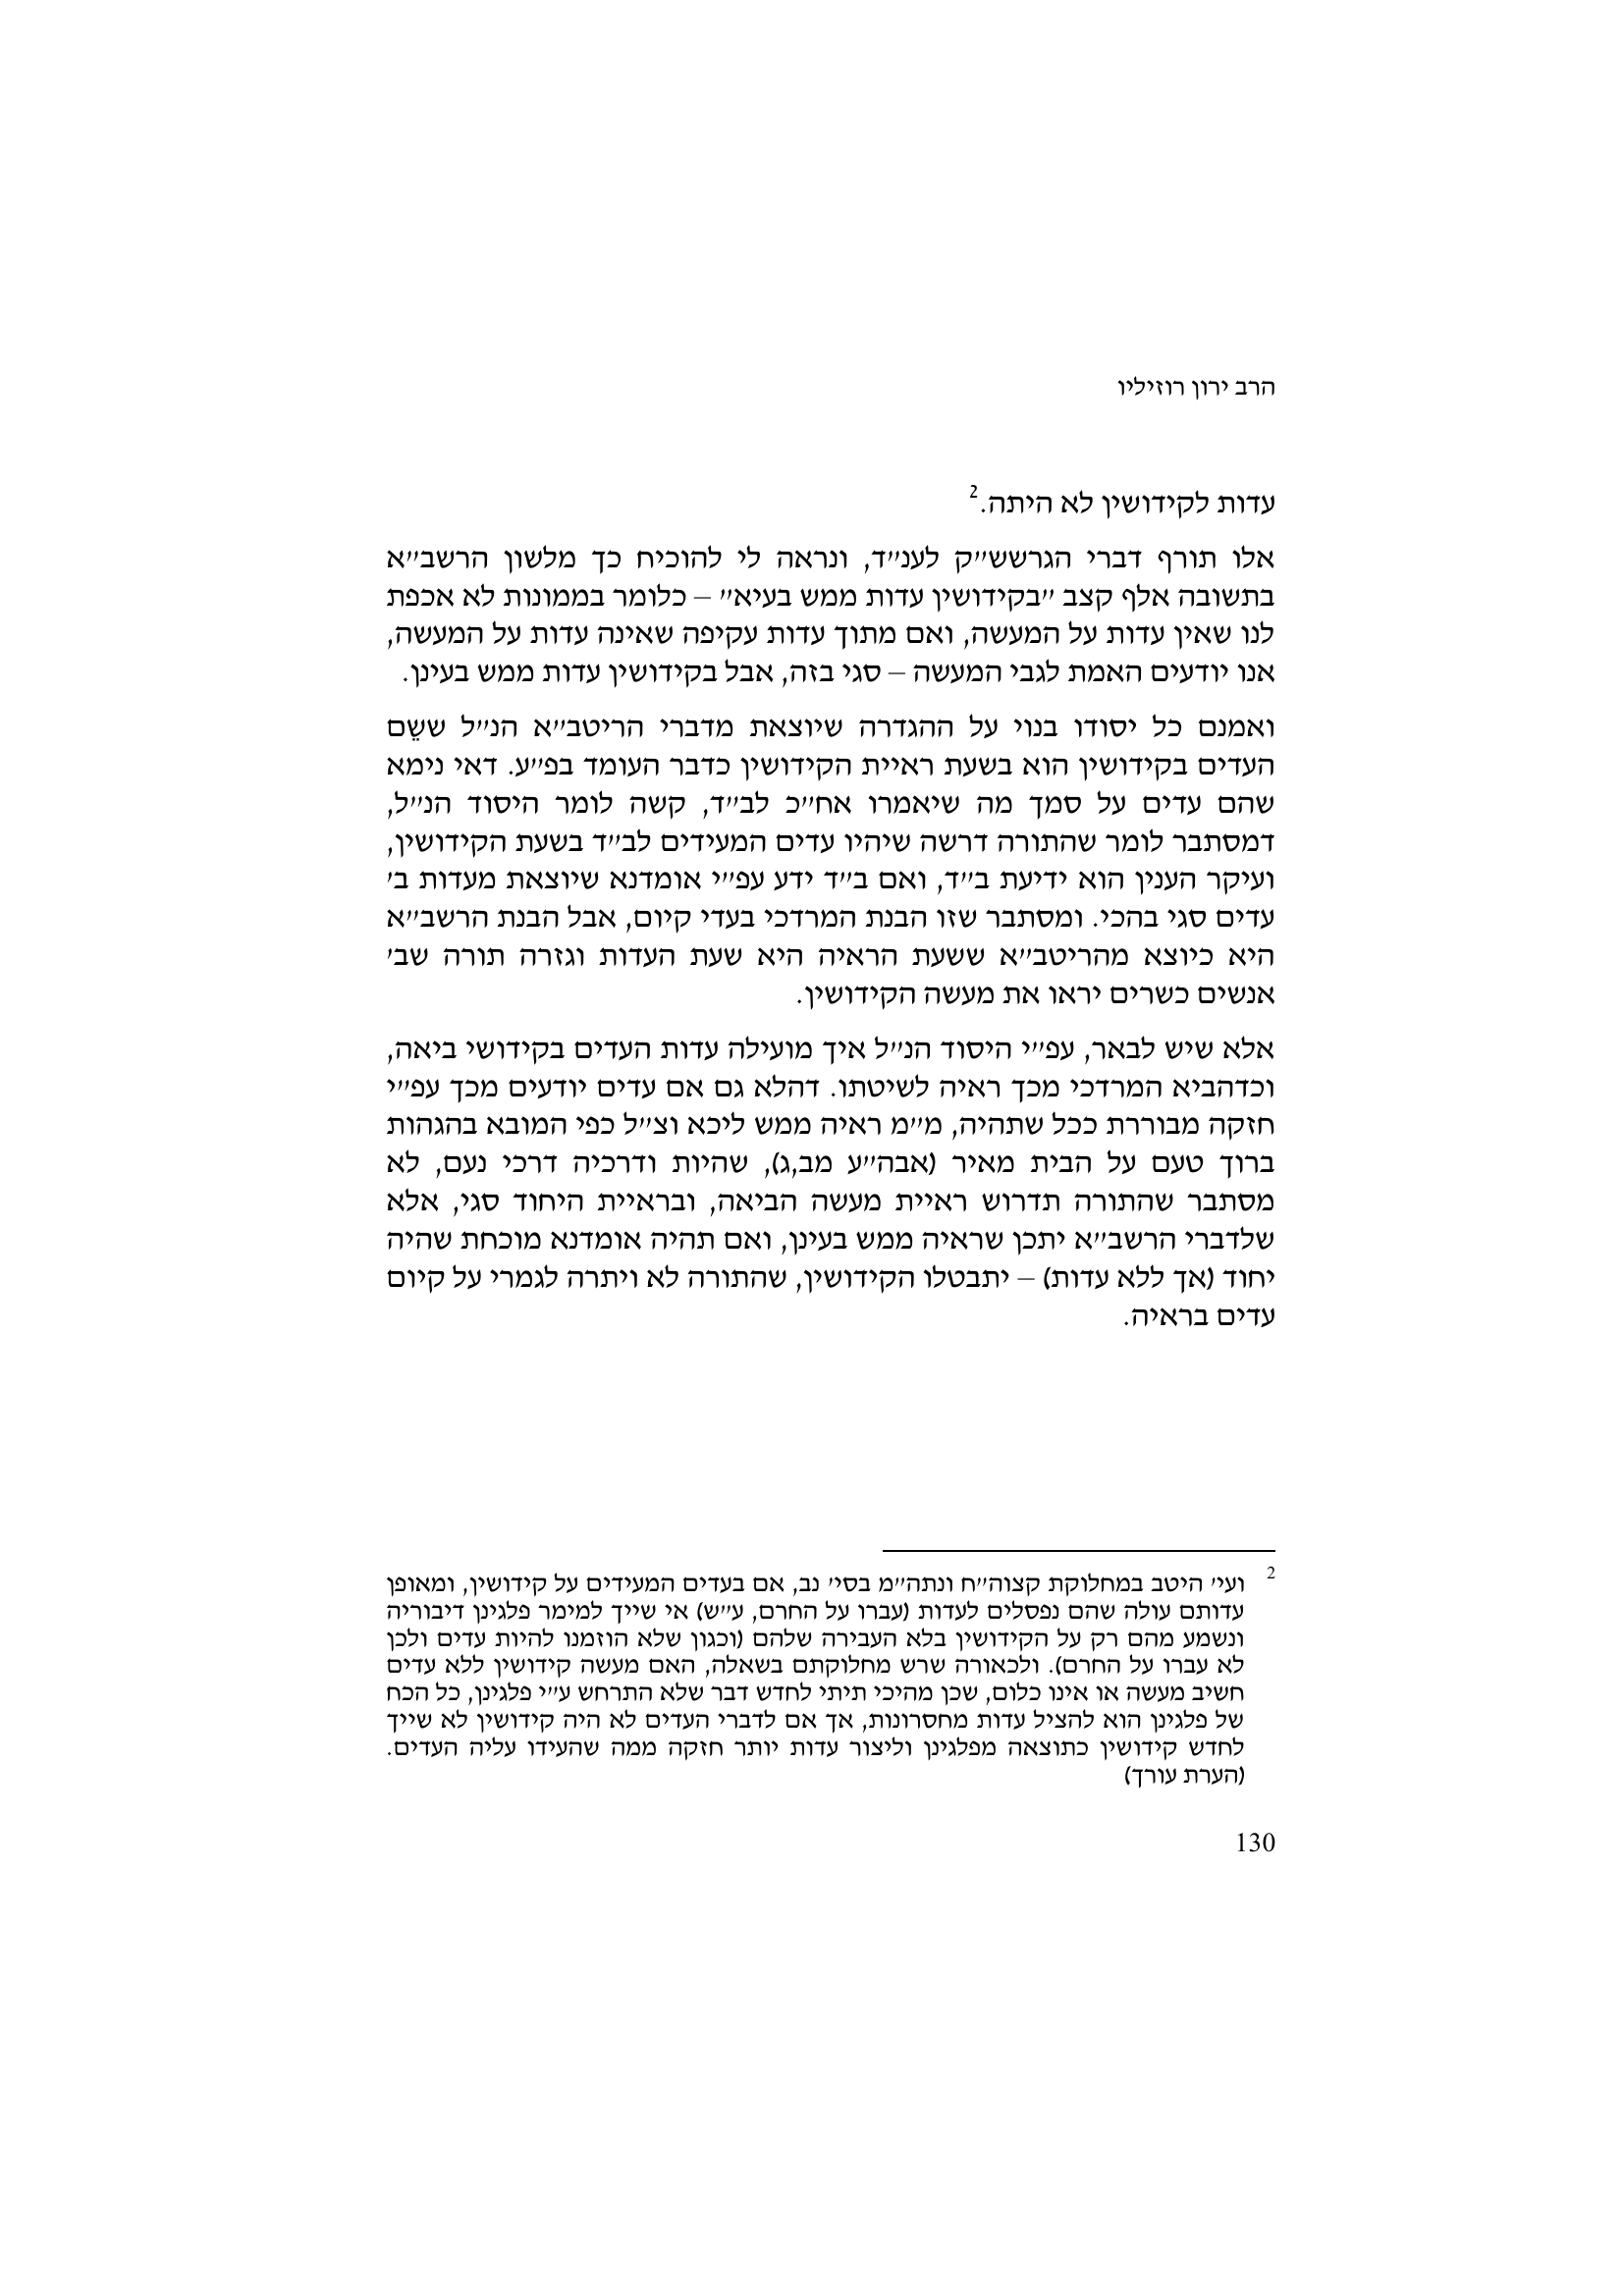 הרב ירון רוזיליו
עדות לקידושין לא היתה.2
אלו תורף דברי הגרשש״ק לענ״ד, ונראה לי להוכיח כך מלשון הרשב״א
בתשובה אלף קצב ״בקידושין עדות ממש בעיא״ – כלומר בממונות לא אכפת
לנו שאין עדות על המעשה, ואם מתוך עדות עקיפה שאינה עדות על המעשה,
אנו יודעים האמת לגבי המעשה – סגי בזה, אבל בקידושין עדות ממש בעינן.
ואמנם כל יסודו בנוי על ההגדרה שיוצאת מדברי הריטב״א הנ״ל ששֵם
העדים בקידושין הוא בשעת ראיית הקידושין כדבר העומד בפ״ע. דאי נימא
שהם עדים על סמך מה שיאמרו אח״כ לב״ד, קשה לומר היסוד הנ״ל,
דמסתבר לומר שהתורה דרשה שיהיו עדים המעידים לב״ד בשעת הקידושין,
ועיקר הענין הוא ידיעת ב״ד, ואם ב״ד ידע עפ״י אומדנא שיוצאת מעדות ב׳
עדים סגי בהכי. ומסתבר שזו הבנת המרדכי בעדי קיום, אבל הבנת הרשב״א
היא כיוצא מהריטב״א ששעת הראיה היא שעת העדות וגזרה תורה שב׳
אנשים כשרים יראו את מעשה הקידושין.
אלא שיש לבאר, עפ״י היסוד הנ״ל איך מועילה עדות העדים בקידושי ביאה,
וכדהביא המרדכי מכך ראיה לשיטתו. דהלא גם אם עדים יודעים מכך עפ״י
חזקה מבוררת ככל שתהיה, מ״מ ראיה ממש ליכא וצ״ל כפי המובא בהגהות
ברוך טעם על הבית מאיר (אבה״ע מב,ג), שהיות ודרכיה דרכי נעם, לא
מסתבר שהתורה תדרוש ראיית מעשה הביאה, ובראיית היחוד סגי, אלא
שלדברי הרשב״א יתכן שראיה ממש בעינן, ואם תהיה אומדנא מוכחת שהיה
יחוד (אך ללא עדות) – יתבטלו הקידושין, שהתורה לא ויתרה לגמרי על קיום
עדים בראיה.
2 ועי׳ היטב במחלוקת קצוה״ח ונתה״מ בסי׳ נב, אם בעדים המעידים על קידושין, ומאופן
עדותם עולה שהם נפסלים לעדות (עברו על החרם, ע״ש) אי שייך למימר פלגינן דיבוריה
ונשמע מהם רק על הקידושין בלא העבירה שלהם (וכגון שלא הוזמנו להיות עדים ולכן
לא עברו על החרם). ולכאורה שרש מחלוקתם בשאלה, האם מעשה קידושין ללא עדים
חשיב מעשה או אינו כלום, שכן מהיכי תיתי לחדש דבר שלא התרחש ע״י פלגינן, כל הכח
של פלגינן הוא להציל עדות מחסרונות, אך אם לדברי העדים לא היה קידושין לא שייך
לחדש קידושין כתוצאה מפלגינן וליצור עדות יותר חזקה ממה שהעידו עליה העדים.
(הערת עורך)
130